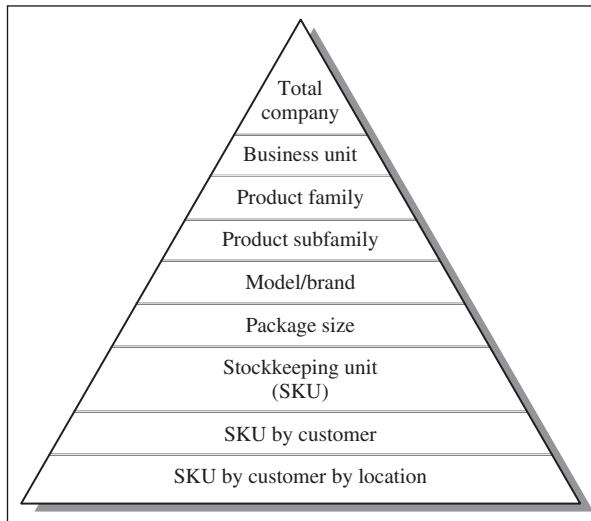 Total
company
Business unit
Product family
Product subfamily
Model/brand
Package size
Stockkeeping unit
(SKU)
SKU by customer
SKU by customer by location